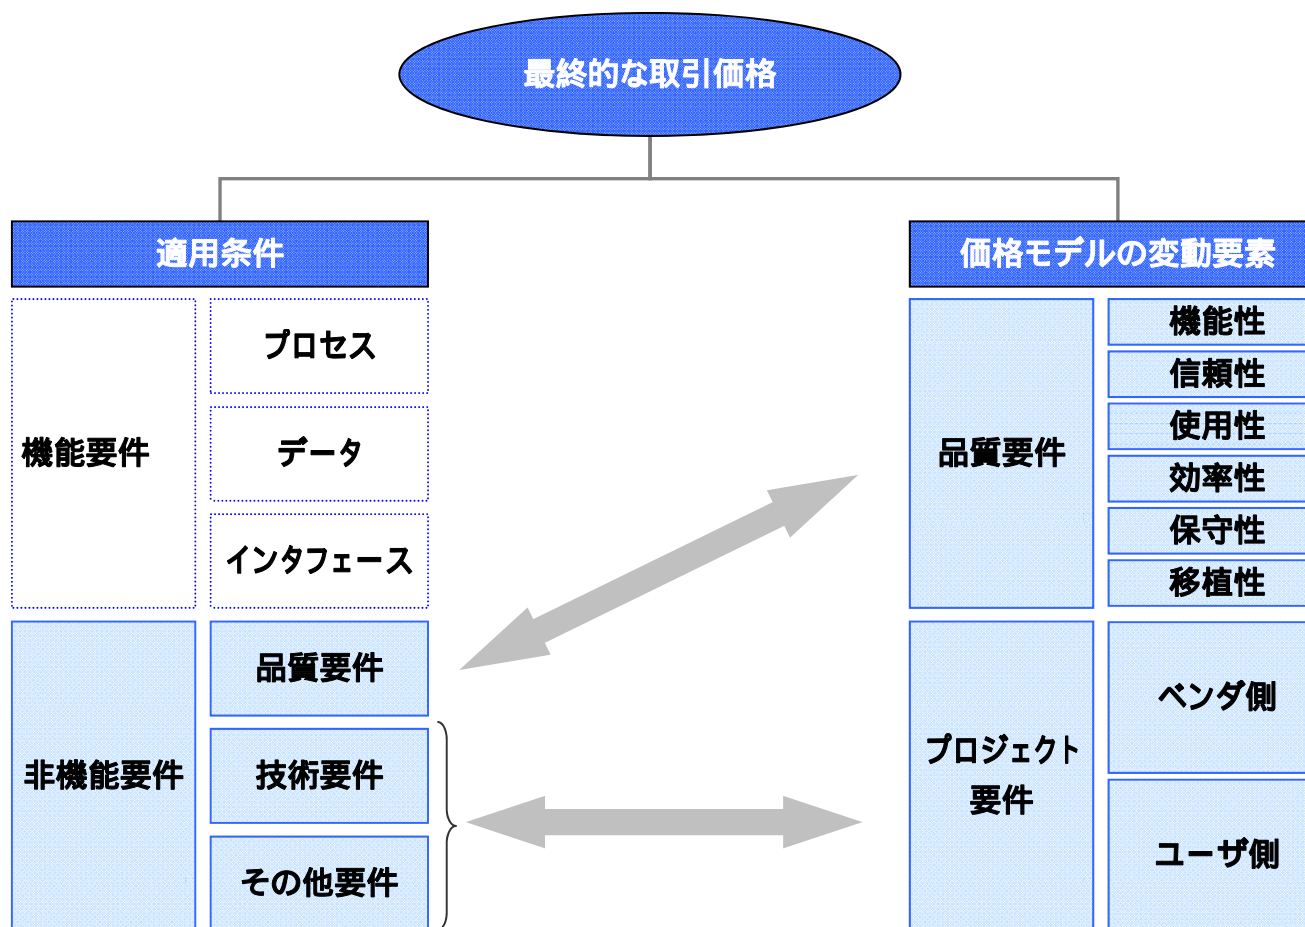 最終的な取引価格
適用条件
機能要件
プロセス
データ
インタフェース
非機能要件
品質要件
技術要件
その他要件
価格モデルの変動要素
品質要件
機能性
信頼性
使用性
効率性
保守性
移植性
プロジェクト
要件
ベンダ側
ユーザ側